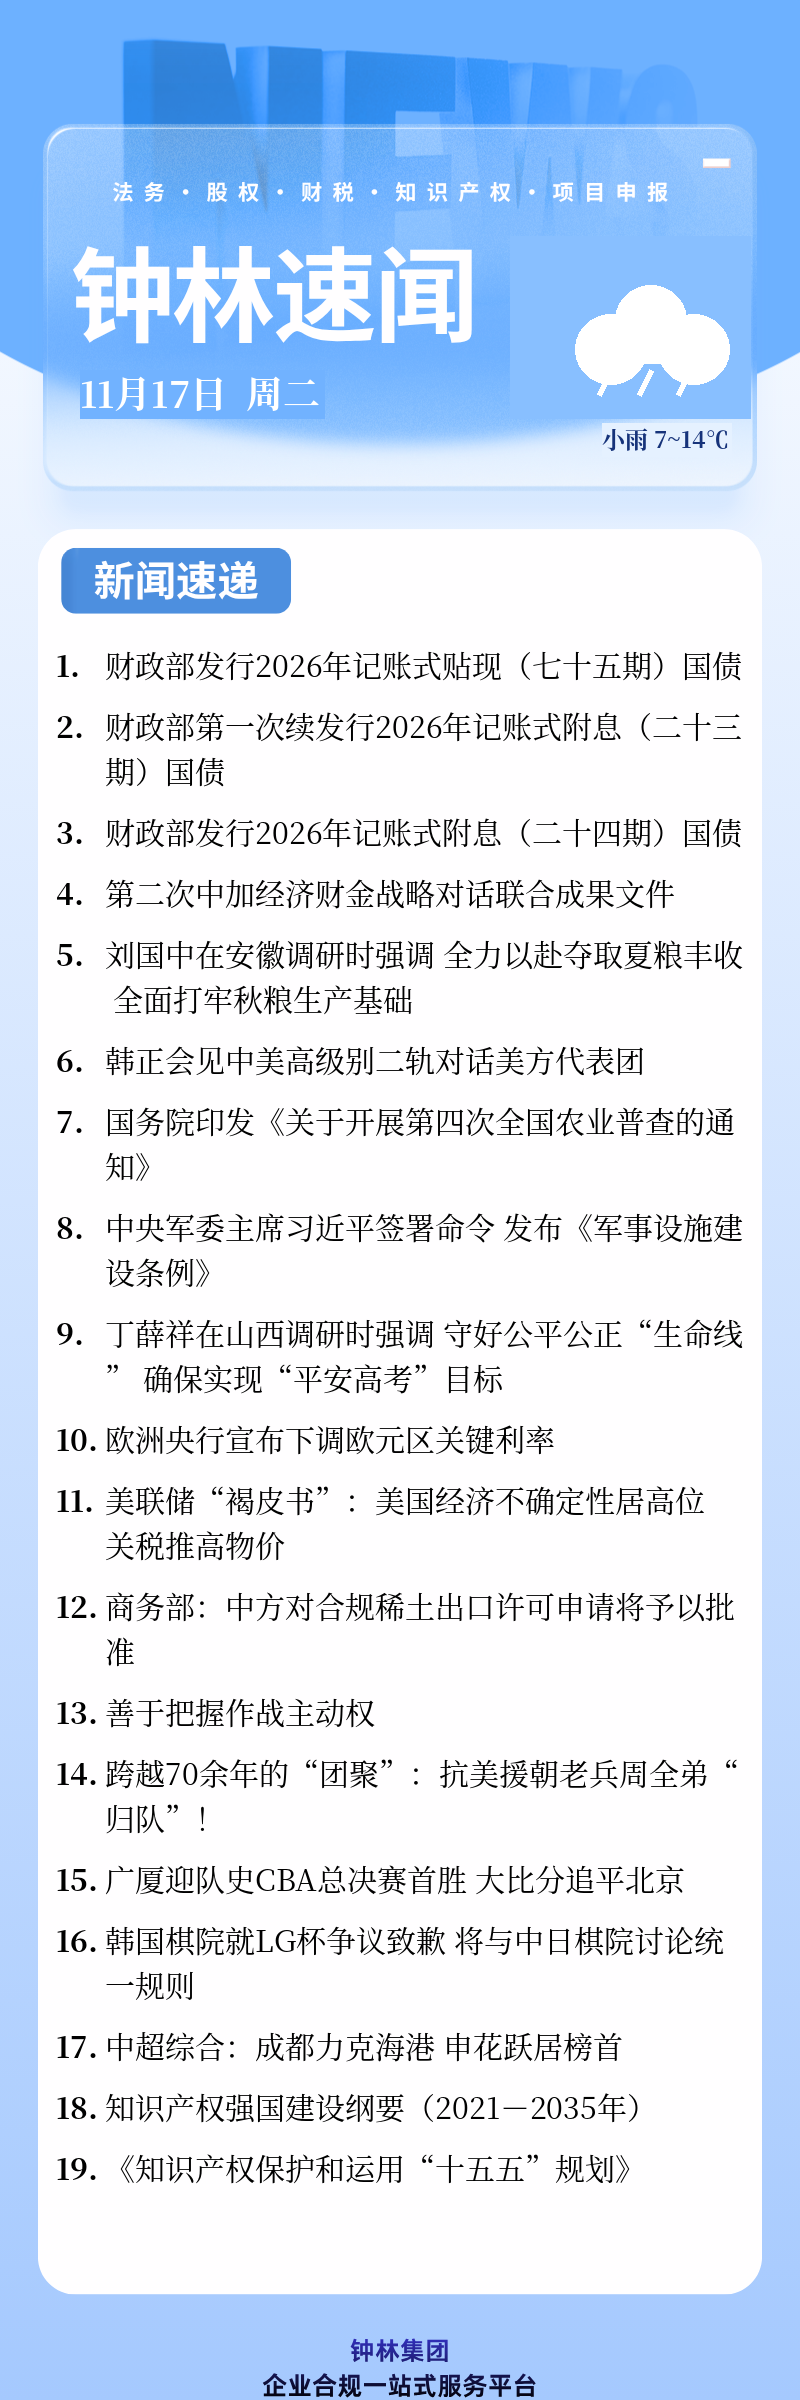 NEWS
法务・股权・财税・知识产权・项目申报
钟林速闻
11月17日 周二
小雨 7~14℃
新闻速递
1. 财政部发行2026年记账式贴现（七十五期）国债
2. 财政部第一次续发行2026年记账式附息（二十三
期）国债
3. 财政部发行2026年记账式附息（二十四期）国债
4. 第二次中加经济财金战略对话联合成果文件
5. 刘国中在安徽调研时强调 全力以赴夺取夏粮丰收
全面打牢秋粮生产基础
6. 韩正会见中美高级别二轨对话美方代表团
7. 国务院印发《关于开展第四次全国农业普查的通
知》
8. 中央军委主席习近平签署命令 发布《军事设施建
设条例》
9. 丁薛祥在山西调研时强调 守好公平公正“生命线
” 确保实现“平安高考”目标
10. 欧洲央行宣布下调欧元区关键利率
11. 美联储“褐皮书”：美国经济不确定性居高位
关税推高物价
12. 商务部：中方对合规稀土出口许可申请将予以批
准
13. 善于把握作战主动权
14. 跨越70余年的“团聚”：抗美援朝老兵周全弟“
归队”！
15. 广厦迎队史CBA总决赛首胜 大比分追平北京
16. 韩国棋院就LG杯争议致歉 将与中日棋院讨论统
一规则
17. 中超综合：成都力克海港 申花跃居榜首
18. 知识产权强国建设纲要（2021—2035年）
19. 《知识产权保护和运用“十五五”规划》
钟林集团
企业合规一站式服务平台